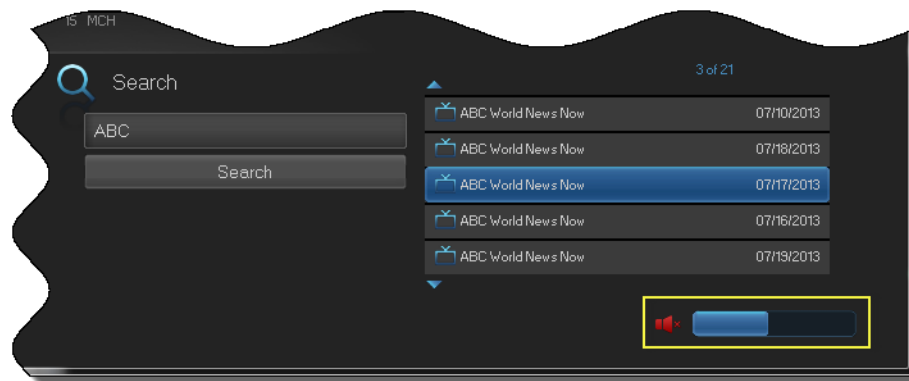 15 MCH
Search
ABC
Search
3 of 21
ABC World News Now 07/10/2013
ABC World News Now 07/18/2013
ABC World News Now 07/17/2013
ABC World News Now 07/16/2013
ABC World News Now 07/19/2013